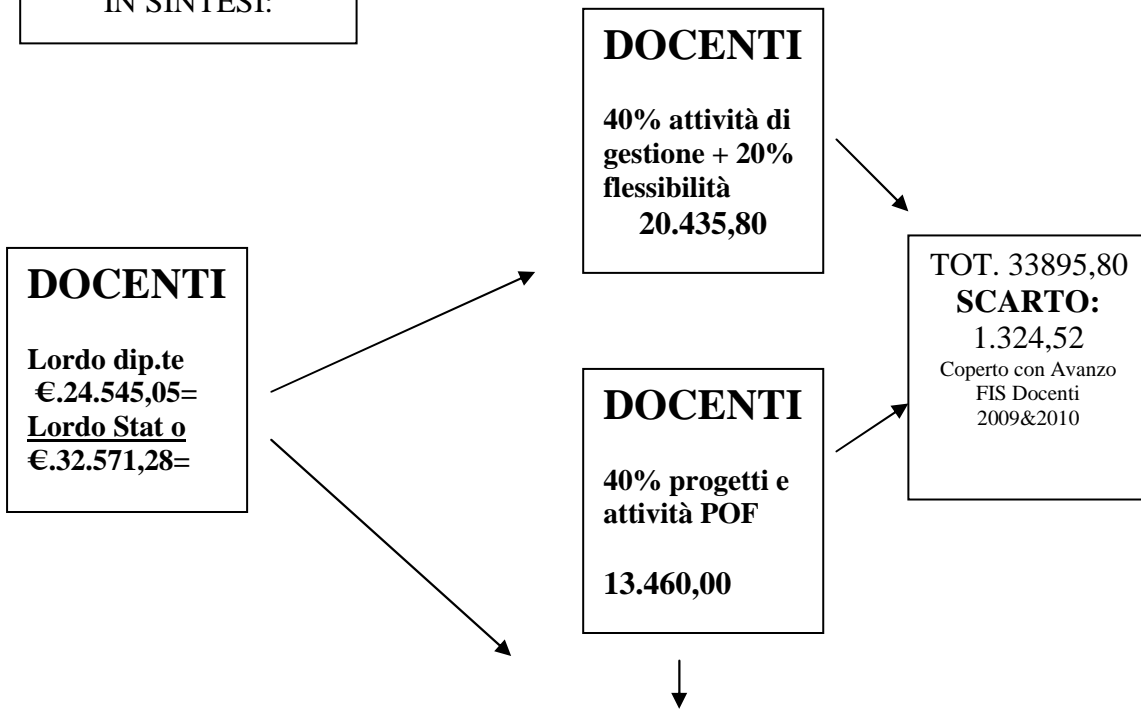 IN SINTESI:
DOCENTI
40% attività di
gestione + 20%
flessibilità
20.435,80
DOCENTI
Lordo dip.te
€.24.545,05=
Lordo Stat o
€.32.571,28=
TOT. 33895,80
SCARTO:
1.324,52
Coperto con Avanzo
FIS Docenti
2009&2010
DOCENTI
40% progetti e
attività POF
13.460,00